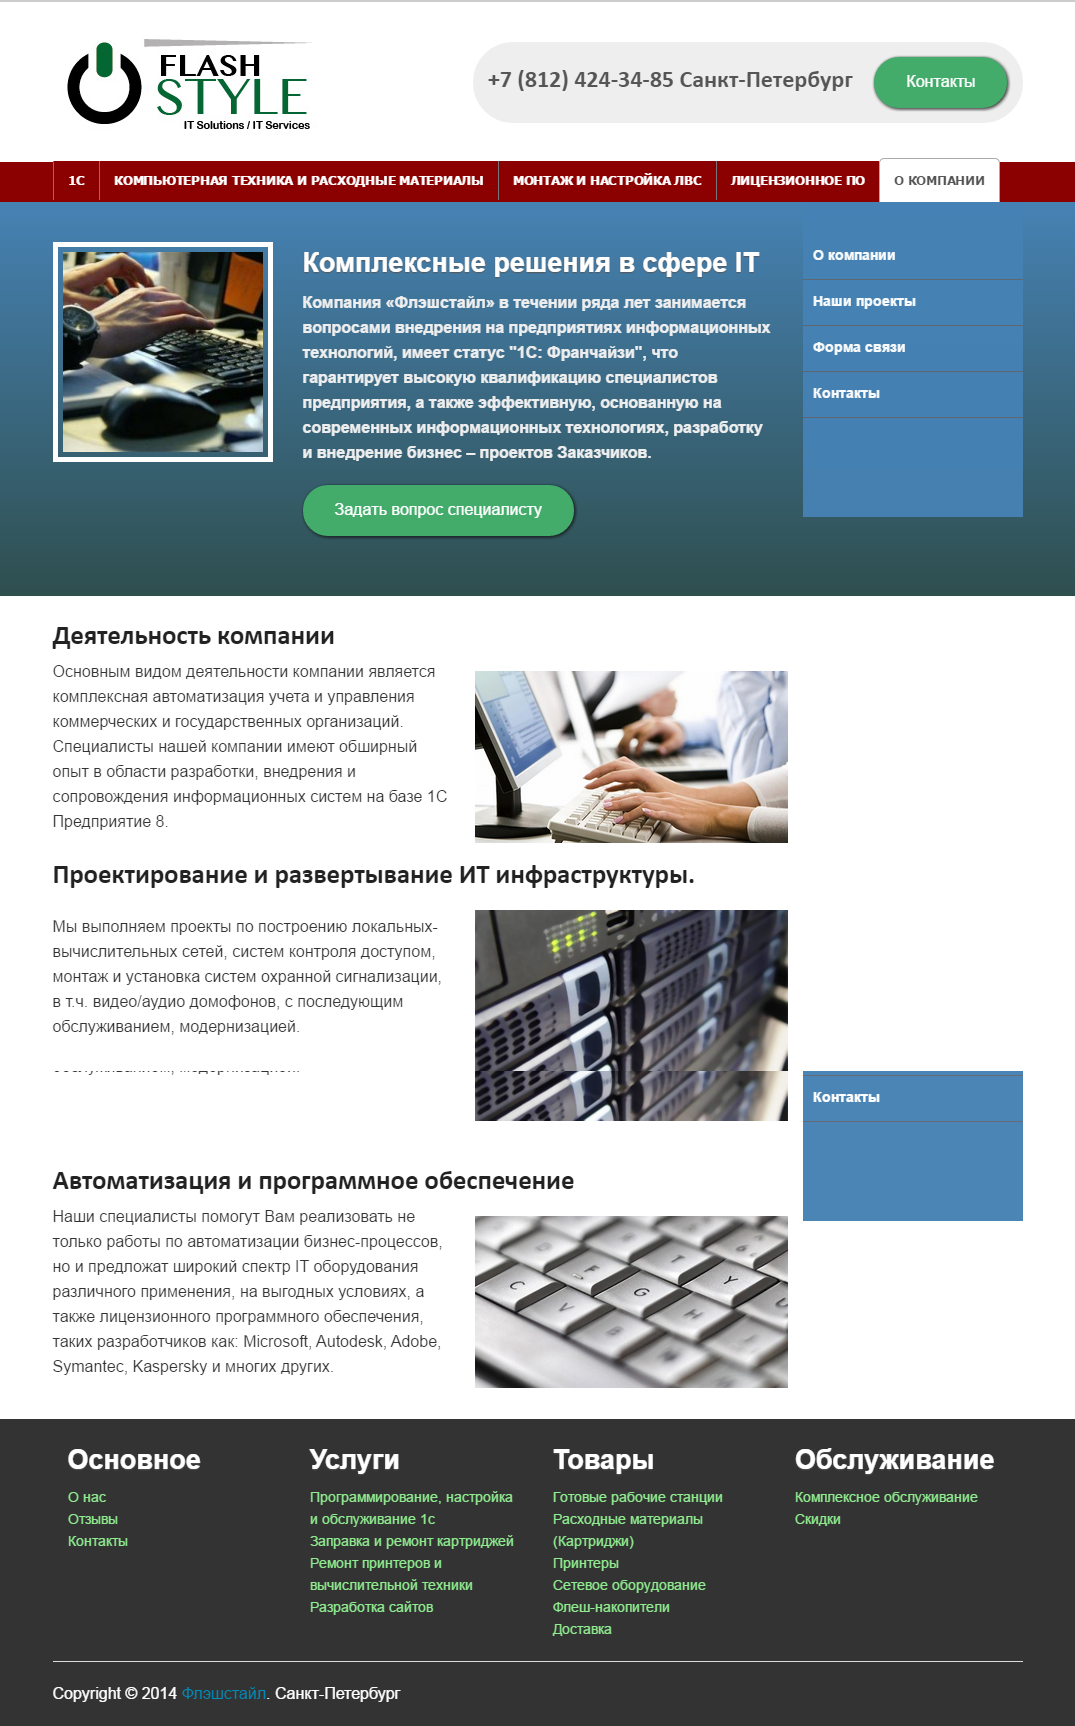 FLASH
STYLE
IT Solutions / IT Services
+7 (812) 424-34-85 Санкт-Петербург
Контакты
1С
КОМПЬЮТЕРНАЯ ТЕХНИКА И РАСХОДНЫЕ МАТЕРИАЛЫ
МОНТАЖ И НАСТРОЙКА ЛВС
ЛИЦЕНЗИОННОЕ ПО
О КОМПАНИИ
Комплексные решения в сфере IT
Компания «Флэшстайл» в течении ряда лет занимается
вопросами внедрения на предприятиях информационных
технологий, имеет статус "1С: Франчайзи", что
гарантирует высокую квалификацию специалистов
предприятия, а также эффективную, основанную на
современных информационных технологиях, разработку
и внедрение бизнес – проектов Заказчиков.
Задать вопрос специалисту
О компании
Наши проекты
Форма связи
Контакты
Деятельность компании
Основным видом деятельности компании является
комплексная автоматизация учета и управления
коммерческих и государственных организаций.
Специалисты нашей компании имеют обширный
опыт в области разработки, внедрения и
сопровождения информационных систем на базе 1С
Предприятие 8.
Проектирование и развертывание ИТ инфраструктуры.
Мы выполняем проекты по построению локальных-
вычислительных сетей, систем контроля доступом,
монтаж и установка систем охранной сигнализации,
в т.ч. видео/аудио домофонов, с последующим
обслуживанием, модернизацией.
Контакты
Автоматизация и программное обеспечение
Наши специалисты помогут Вам реализовать не
только работы по автоматизации бизнес-процессов,
но и предложат широкий спектр IT оборудования
различного применения, на выгодных условиях, а
также лицензионного программного обеспечения,
таких разработчиков как: Microsoft, Autodesk, Adobe,
Symantec, Kaspersky и многих других.
T Y
C F G H
V B
Основное
О нас
Отзывы
Контакты
Услуги
Программирование, настройка
и обслуживание 1с
Заправка и ремонт картриджей
Ремонт принтеров и
вычислительной техники
Разработка сайтов
Товары
Готовые рабочие станции
Расходные материалы
(Картриджи)
Принтеры
Сетевое оборудование
Флеш-накопители
Доставка
Обслуживание
Комплексное обслуживание
Скидки
Copyright © 2014 Флэшстайл. Санкт-Петербург